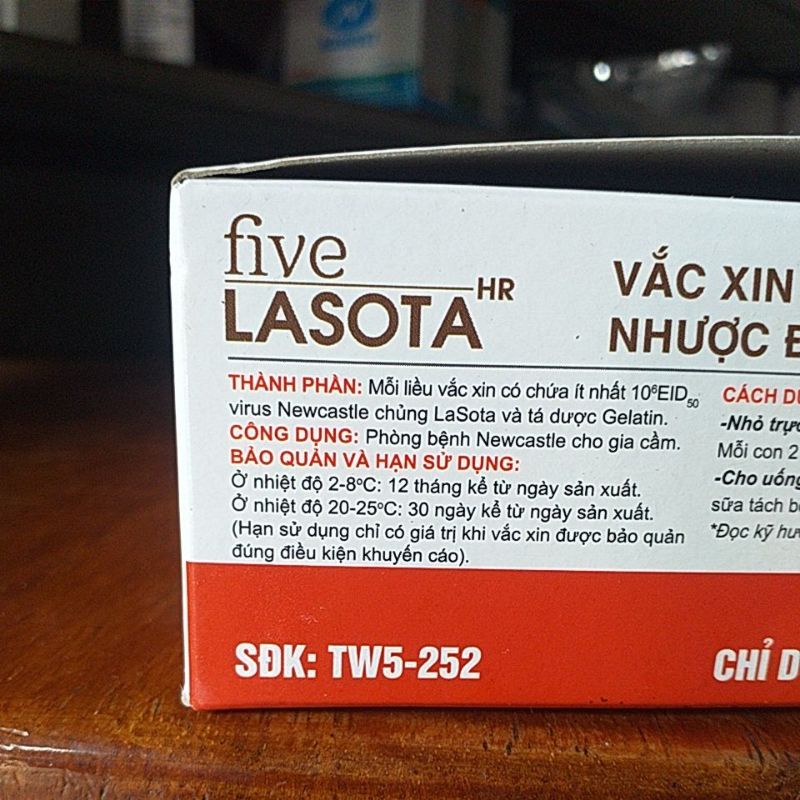 five
LASOTA HR
VẮC XIN
NHƯỢC
THÀNH PHẦN: Mỗi liều vắc xin có chứa ít nhất 10⁶EID₅₀
virus Newcastle chủng LaSota và tá dược Gelatin.
CÔNG DỤNG: Phòng bệnh Newcastle cho gia cầm.
BẢO QUẢN VÀ HẠN SỬ DỤNG:
Ở nhiệt độ 2-8ºC: 12 tháng kể từ ngày sản xuất.
Ở nhiệt độ 20-25ºC: 30 ngày kể từ ngày sản xuất.
(Hạn sử dụng chỉ có giá trị khi vắc xin được bảo quản
đúng điều kiện khuyến cáo).
CÁCH
-Nhỏ
Mỗi con 2
-Cho uống
sữa tách
*Đọc kỹ
SĐK: TW5-252
CHỈ